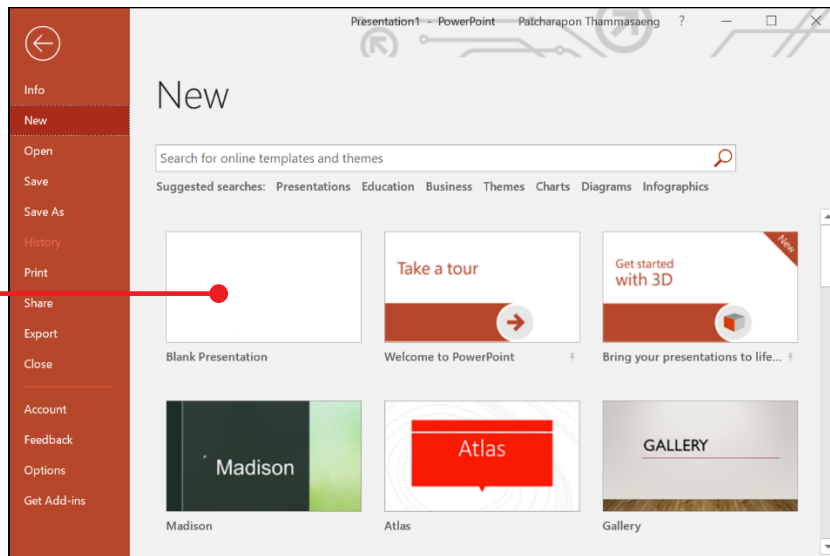 Presentation1 - PowerPoint Patcharapon Thammasaeng ?
Info
New
Open
Save
Save As
History
Print
Share
Export
Close
Account
Feedback
Options
Get Add-ins
New
Search for online templates and themes
Suggested searches: Presentations Education Business Themes Charts Diagrams Infographics
Blank Presentation
Take a tour
Welcome to PowerPoint
New
Get started
with 3D
Bring your presentations to life...
Madison
Madison
Atlas
Atlas
GALLERY
Gallery